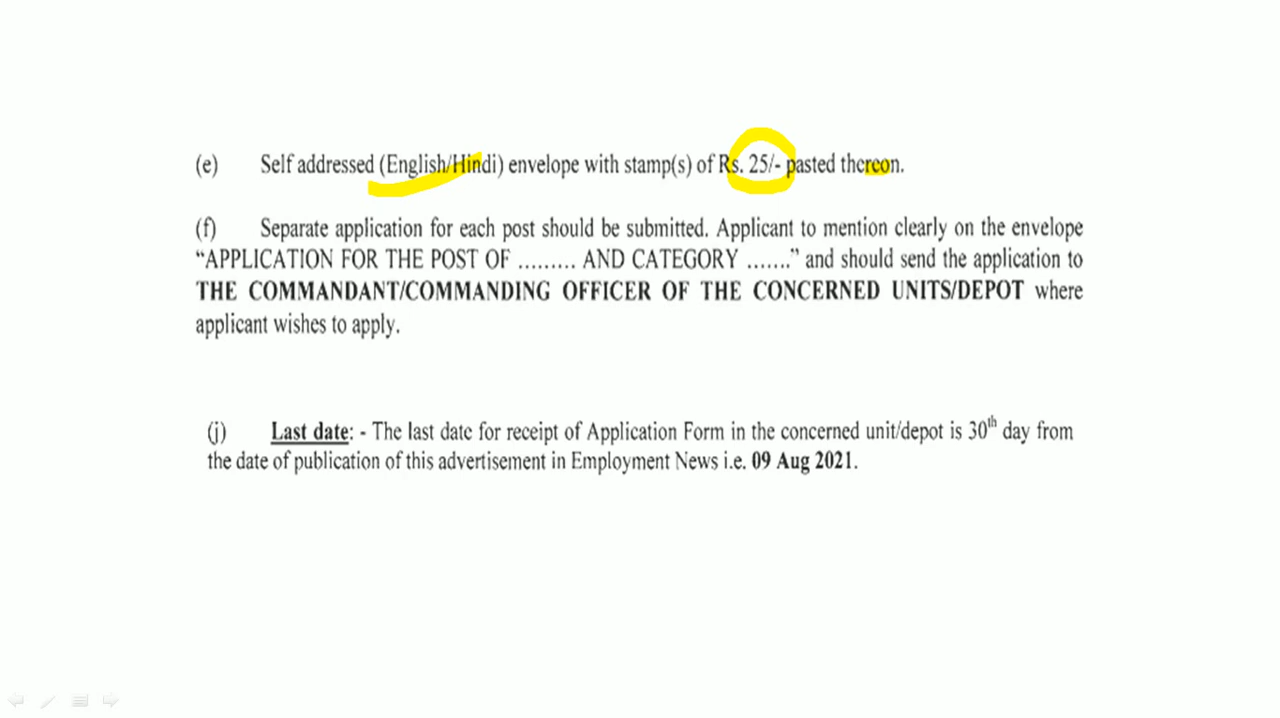 (e) Self addressed (English/Hindi) envelope with stamp(s) of Rs. 25/- pasted thereon.
(f) Separate application for each post should be submitted. Applicant to mention clearly on the envelope
“APPLICATION FOR THE POST OF ......... AND CATEGORY .......” and should send the application to
THE COMMANDANT/COMMANDING OFFICER OF THE CONCERNED UNITS/DEPOT where
applicant wishes to apply.
(j) Last date: - The last date for receipt of Application Form in the concerned unit/depot is 30th day from
the date of publication of this advertisement in Employment News i.e. 09 Aug 2021.